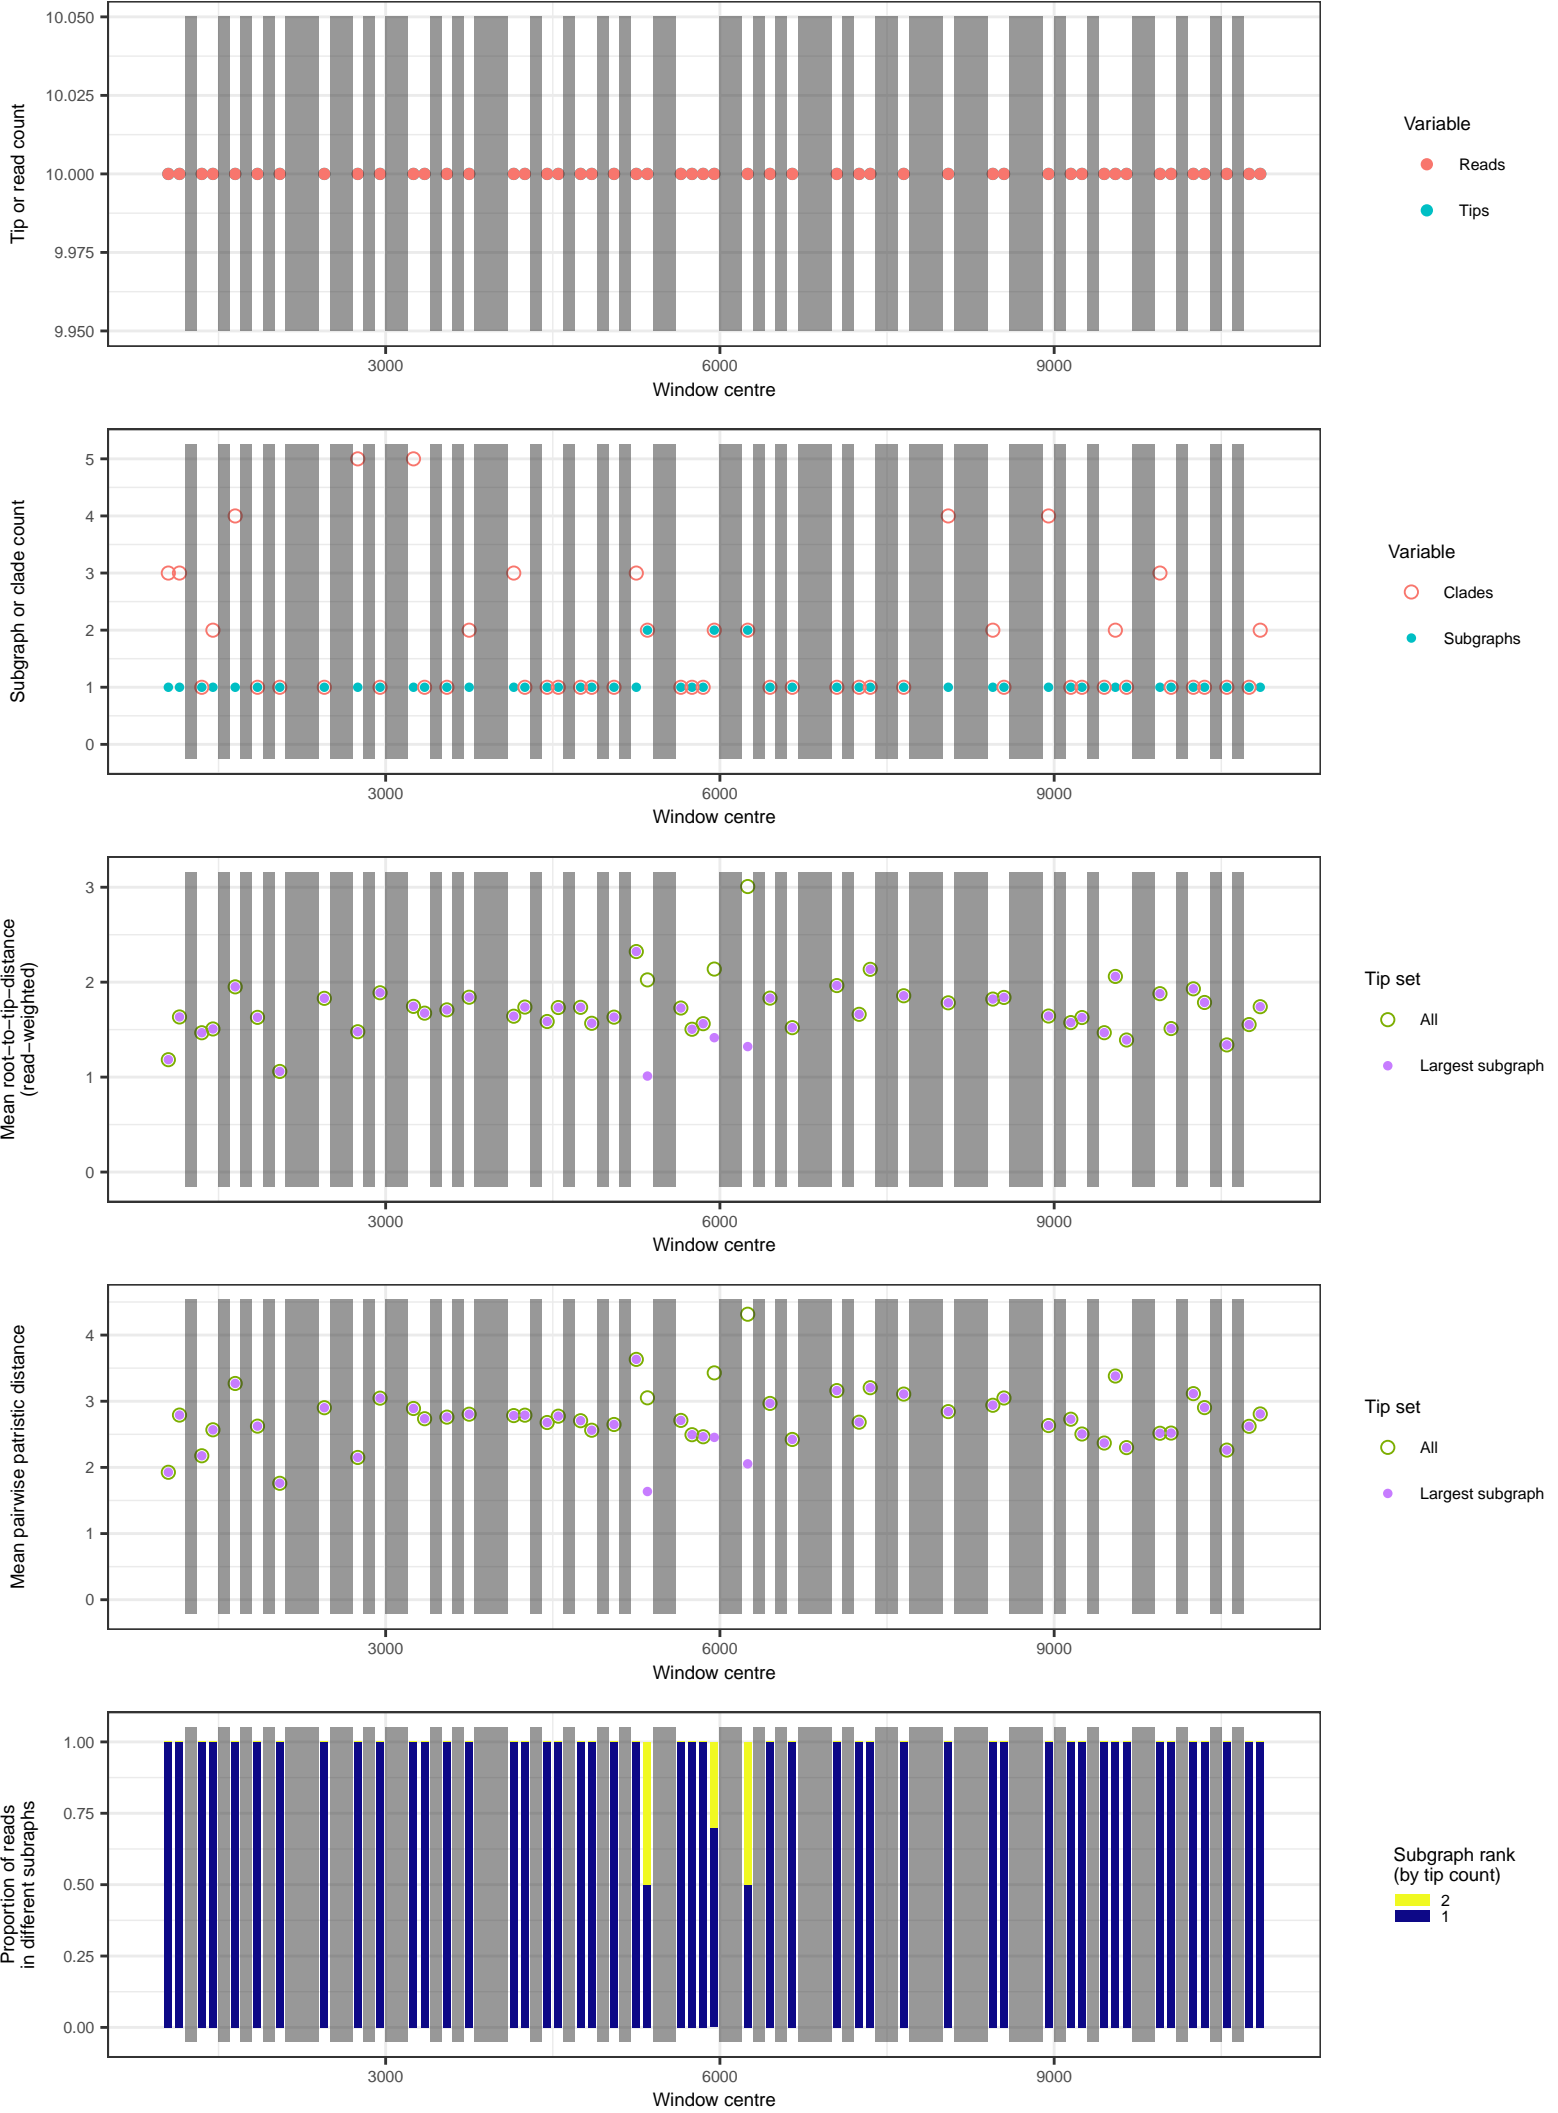 10.050
10.025
10.000
9.975
9.950
Tip or read count
3000
6000
9000
Window centre
Variable
Reads
Tips
5
4
3
2
1
0
Subgraph or clade count
3000
6000
9000
Window centre
Variable
Clades
Subgraphs
3
2
1
0
Mean root−to−tip−distance
(read−weighted)
3000
6000
9000
Window centre
Tip set
All
Largest subgraph
4
3
2
1
0
Mean pairwise patristic distance
3000
6000
9000
Window centre
Tip set
All
Largest subgraph
1.00
0.75
0.50
0.25
0.00
Proportion of reads
in different subraphs
3000
6000
9000
Window centre
Subgraph rank
(by tip count)
2
1